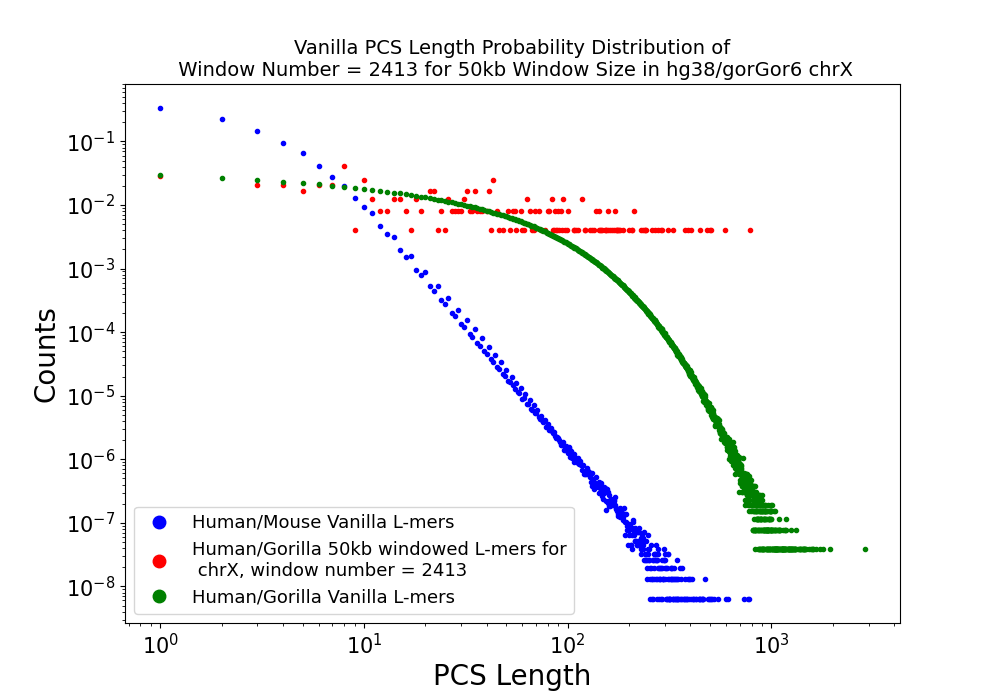 Vanilla PCS Length Probability Distribution of
Window Number = 2413 for 50kb Window Size in hg38/gorGor6 chrX
Counts
10⁻¹
10⁻²
10⁻³
10⁻⁴
10⁻⁵
10⁻⁶
10⁻⁷
10⁻⁸
Human/Mouse Vanilla L-mers
Human/Gorilla 50kb windowed L-mers for
chrX, window number = 2413
Human/Gorilla Vanilla L-mers
10⁰ 10¹ 10² 10³
PCS Length